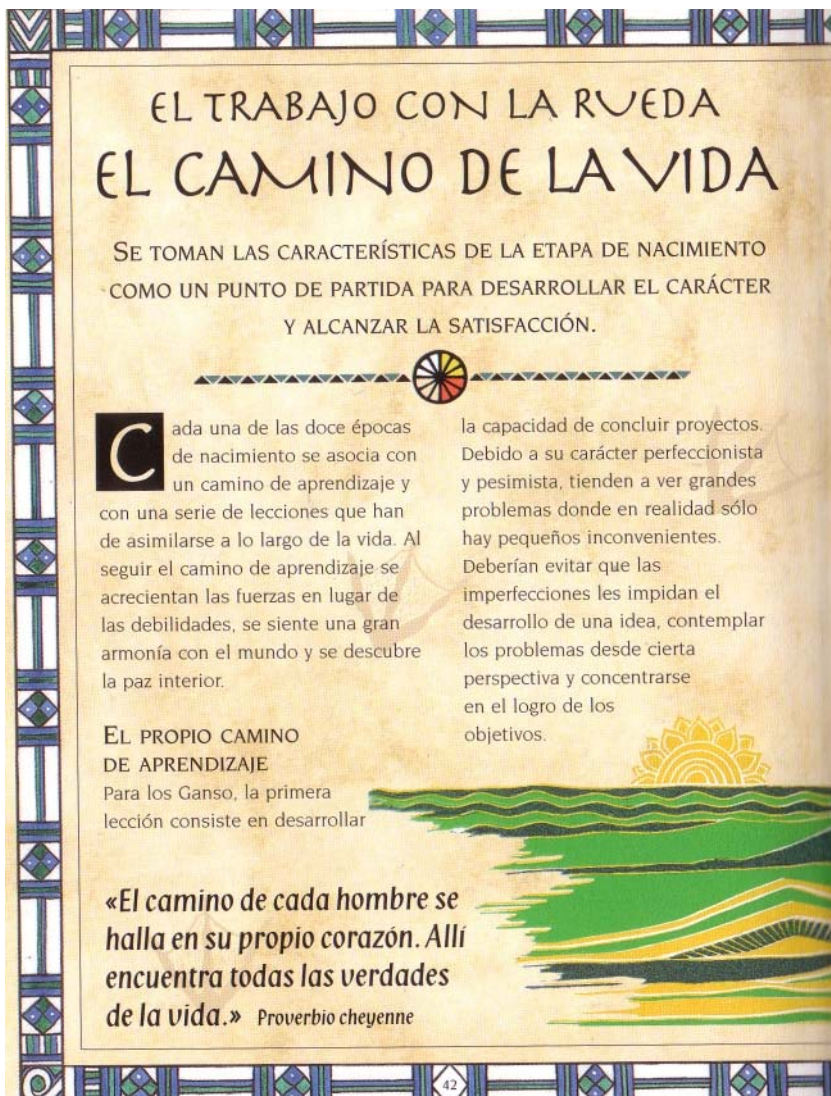 EL TRABAJO CON LA RUEDA
EL CAMINO DE LA VIDA
SE TOMAN LAS CARACTERÍSTICAS DE LA ETAPA DE NACIMIENTO
COMO UN PUNTO DE PARTIDA PARA DESARROLLAR EL CARÁCTER
Y ALCANZAR LA SATISFACCIÓN.
Cada una de las doce épocas
de nacimiento se asocia con
un camino de aprendizaje y
con una serie de lecciones que han
de asimilarse a lo largo de la vida. Al
seguir el camino de aprendizaje se
acrecientan las fuerzas en lugar de
las debilidades, se siente una gran
armonía con el mundo y se descubre
la paz interior.
EL PROPIO CAMINO
DE APRENDIZAJE
Para los Ganso, la primera
lección consiste en desarrollar
la capacidad de concluir proyectos.
Debido a su carácter perfeccionista
y pesimista, tienden a ver grandes
problemas donde en realidad sólo
hay pequeños inconvenientes.
Deberían evitar que las
imperfecciones les impidan el
desarrollo de una idea, contemplar
los problemas desde cierta
perspectiva y concentrarse
en el logro de los
objetivos.
«El camino de cada hombre se
halla en su propio corazón. Allí
encuentra todas las verdades
de la vida.» Proverbio cheyenne
42